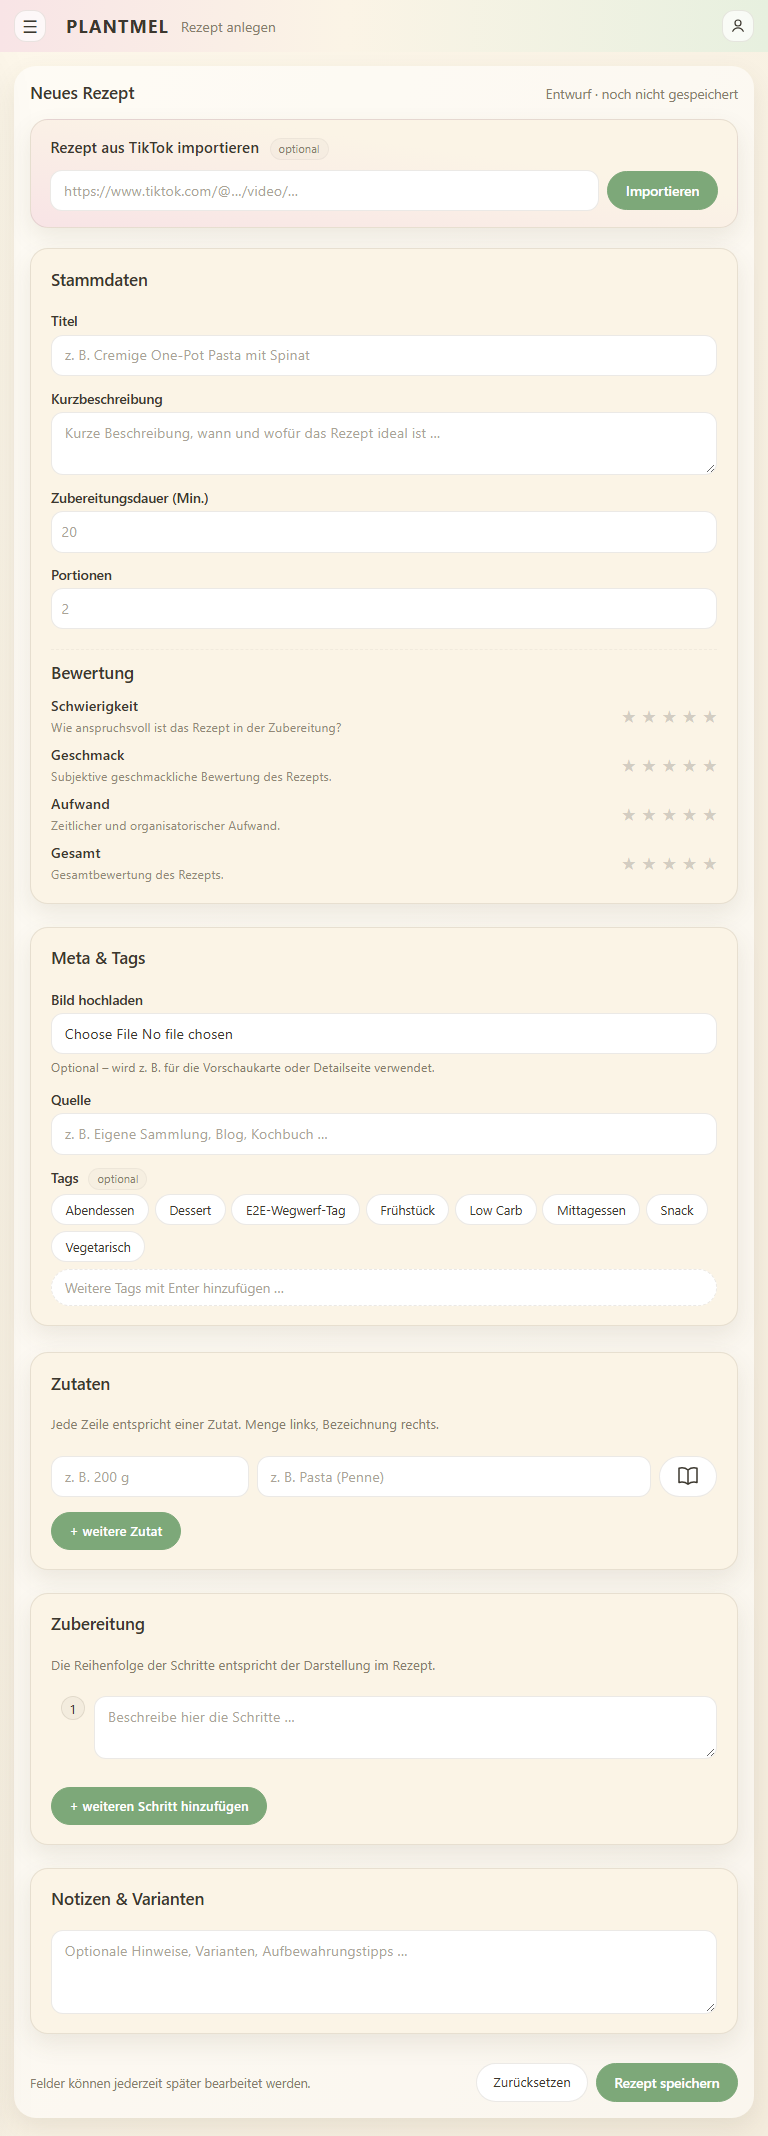 ☰ PLANTMEL Rezept anlegen
Neues Rezept Entwurf · noch nicht gespeichert
Rezept aus TikTok importieren optional
https://www.tiktok.com/@.../video/... Importieren
Stammdaten
Titel
z. B. Cremige One-Pot Pasta mit Spinat
Kurzbeschreibung
Kurze Beschreibung, wann und wofür das Rezept ideal ist ...
Zubereitungsdauer (Min.)
20
Portionen
2
Bewertung
Schwierigkeit
Wie anspruchsvoll ist das Rezept in der Zubereitung?
★ ★ ★ ★ ★
Geschmack
Subjektive geschmackliche Bewertung des Rezepts.
★ ★ ★ ★ ★
Aufwand
Zeitlicher und organisatorischer Aufwand.
★ ★ ★ ★ ★
Gesamt
Gesamtbewertung des Rezepts.
★ ★ ★ ★ ★
Meta & Tags
Bild hochladen
Choose File No file chosen
Optional – wird z. B. für die Vorschaukarte oder Detailseite verwendet.
Quelle
z. B. Eigene Sammlung, Blog, Kochbuch ...
Tags optional
Abendessen Dessert E2E-Wegwerf-Tag Frühstück Low Carb Mittagessen Snack
Vegetarisch
Weitere Tags mit Enter hinzufügen ...
Zutaten
Jede Zeile entspricht einer Zutat. Menge links, Bezeichnung rechts.
z. B. 200 g z. B. Pasta (Penne)
+ weitere Zutat
Zubereitung
Die Reihenfolge der Schritte entspricht der Darstellung im Rezept.
1 Beschreibe hier die Schritte ...
+ weiteren Schritt hinzufügen
Notizen & Varianten
Optionale Hinweise, Varianten, Aufbewahrungstipps ...
Felder können jederzeit später bearbeitet werden. Zurücksetzen Rezept speichern